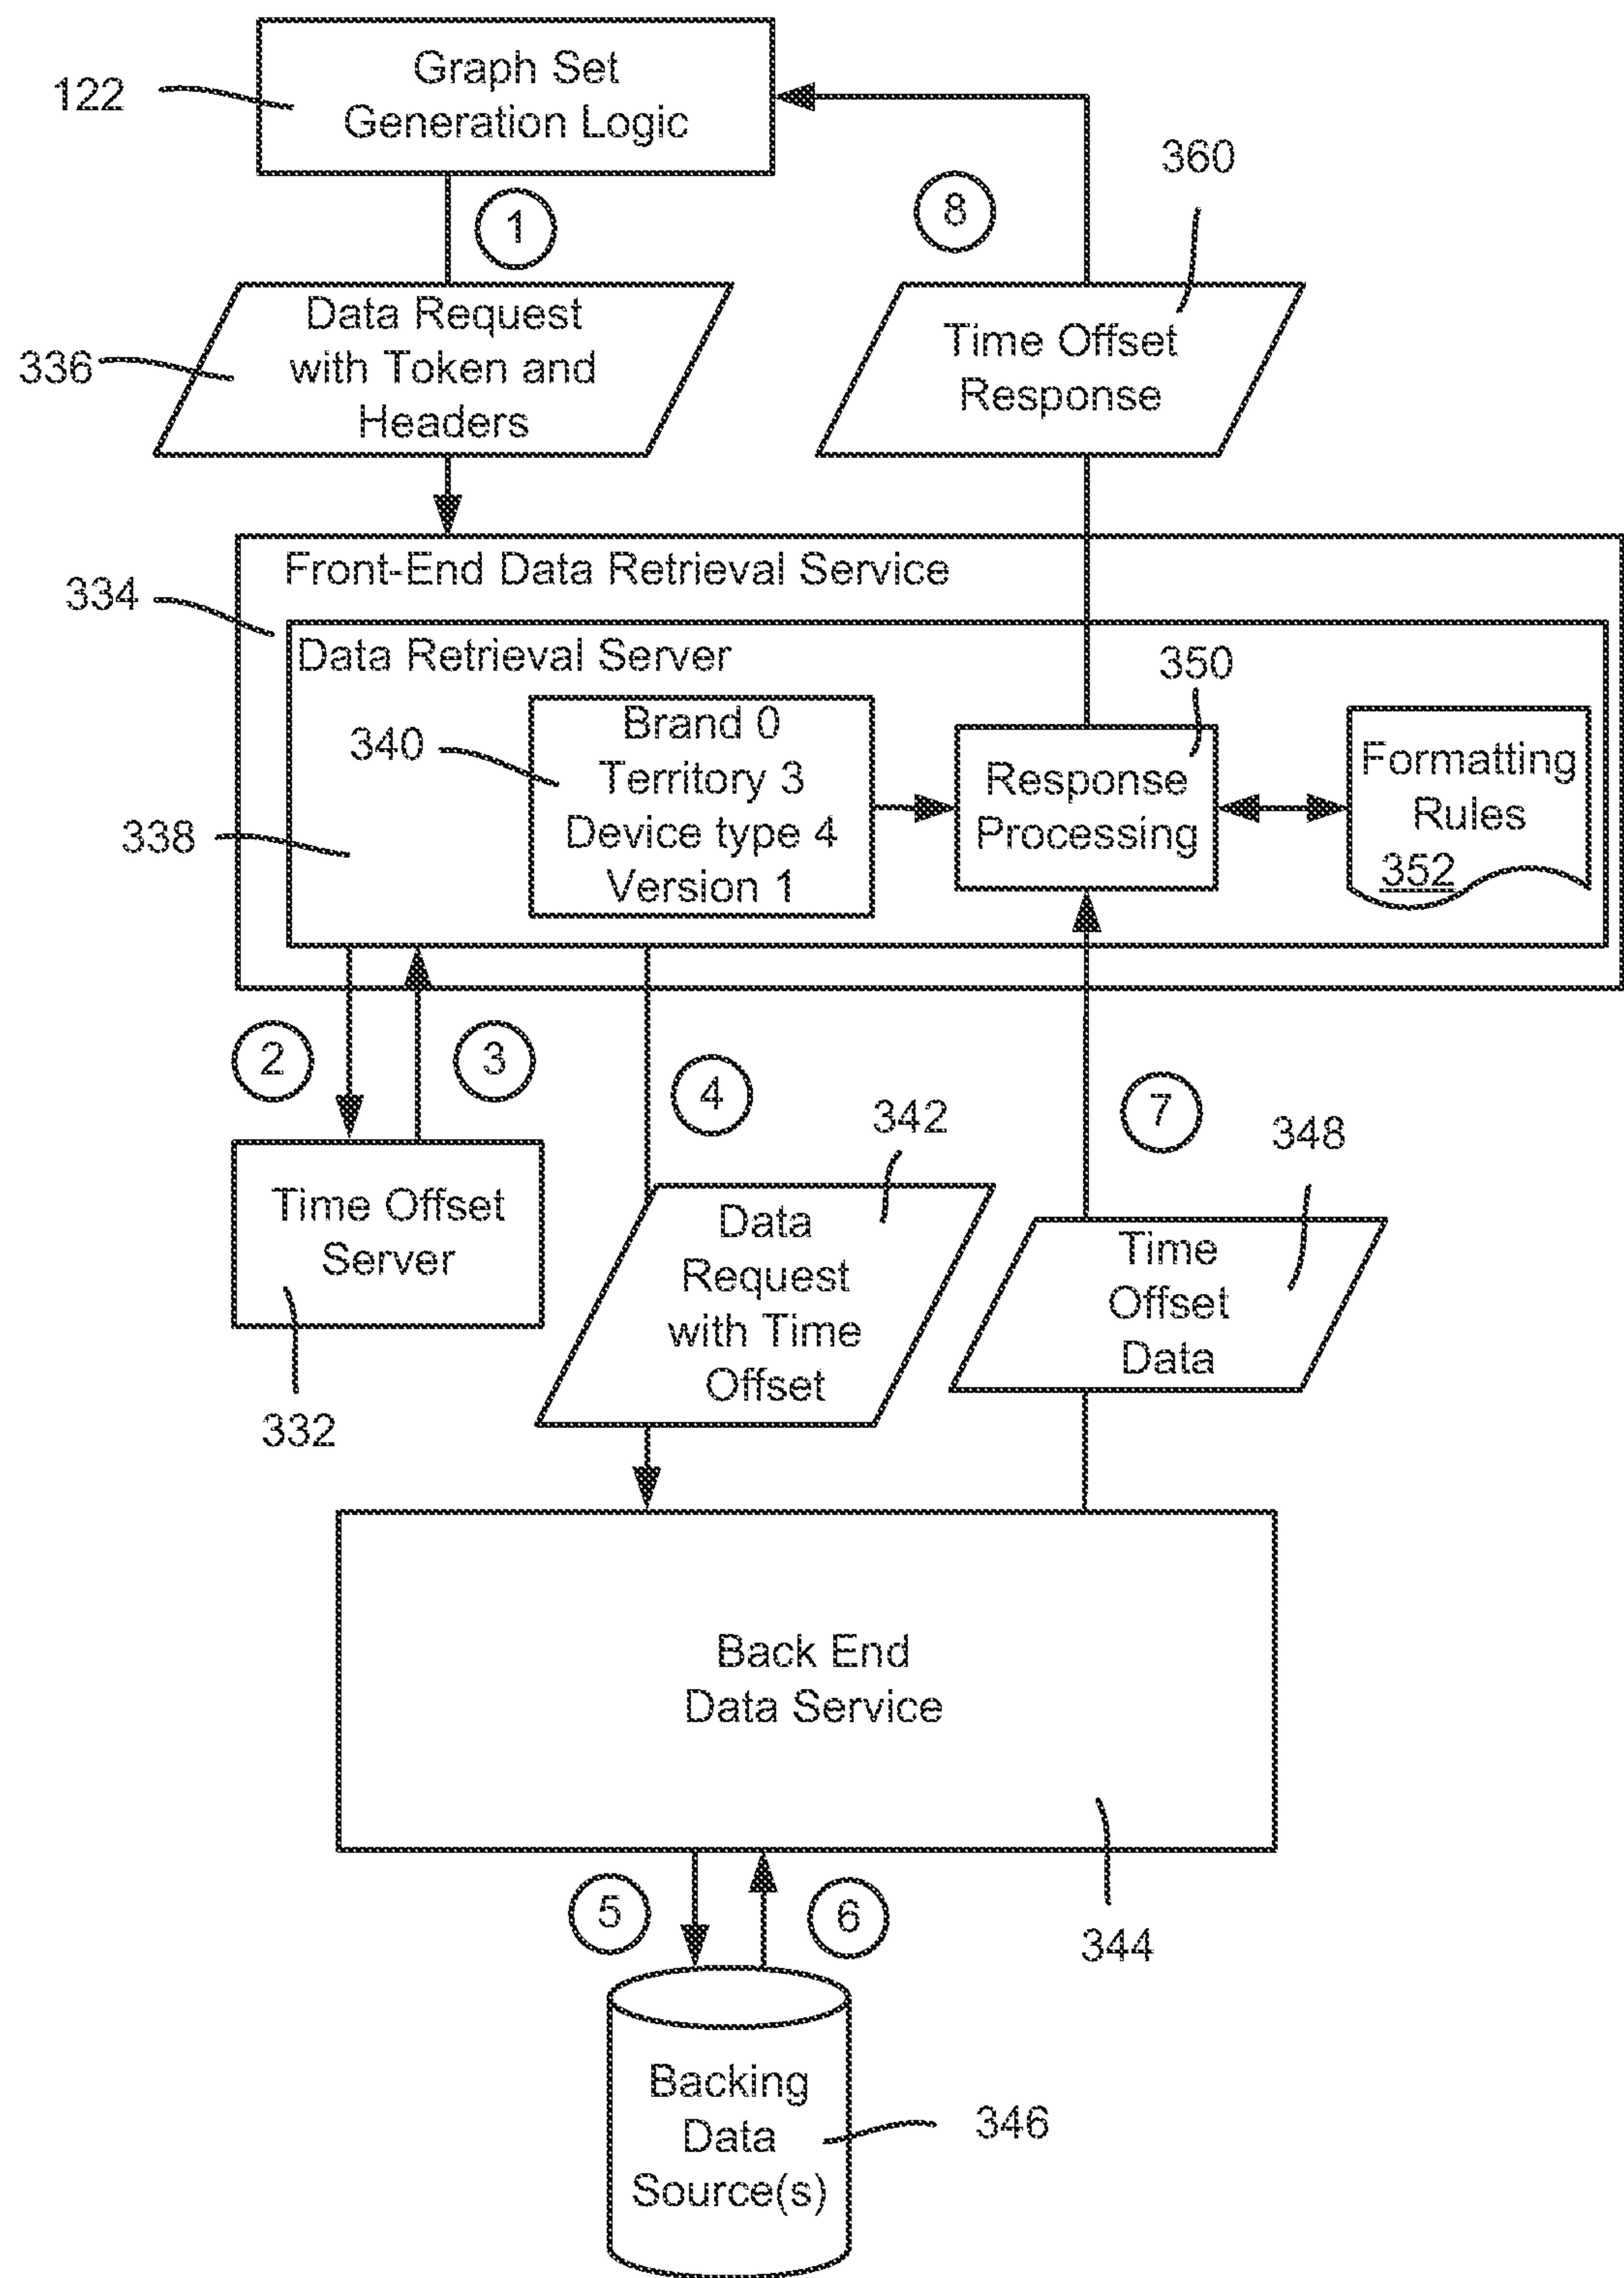 Graph Set
Generation Logic
122
360
1
8
Data Request
with Token and
Headers
336
Time Offset
Response
Front-End Data Retrieval Service
334
Data Retrieval Server
350
340
Brand 0
Territory 3
Device type 4
Version 1
Response
Processing
Formatting
Rules
352
338
2
3
4
342
7
348
Time Offset
Server
Data
Request
with Time
Offset
Time
Offset
Data
332
Back End
Data Service
5
6
344
Backing
Data
Source(s)
346